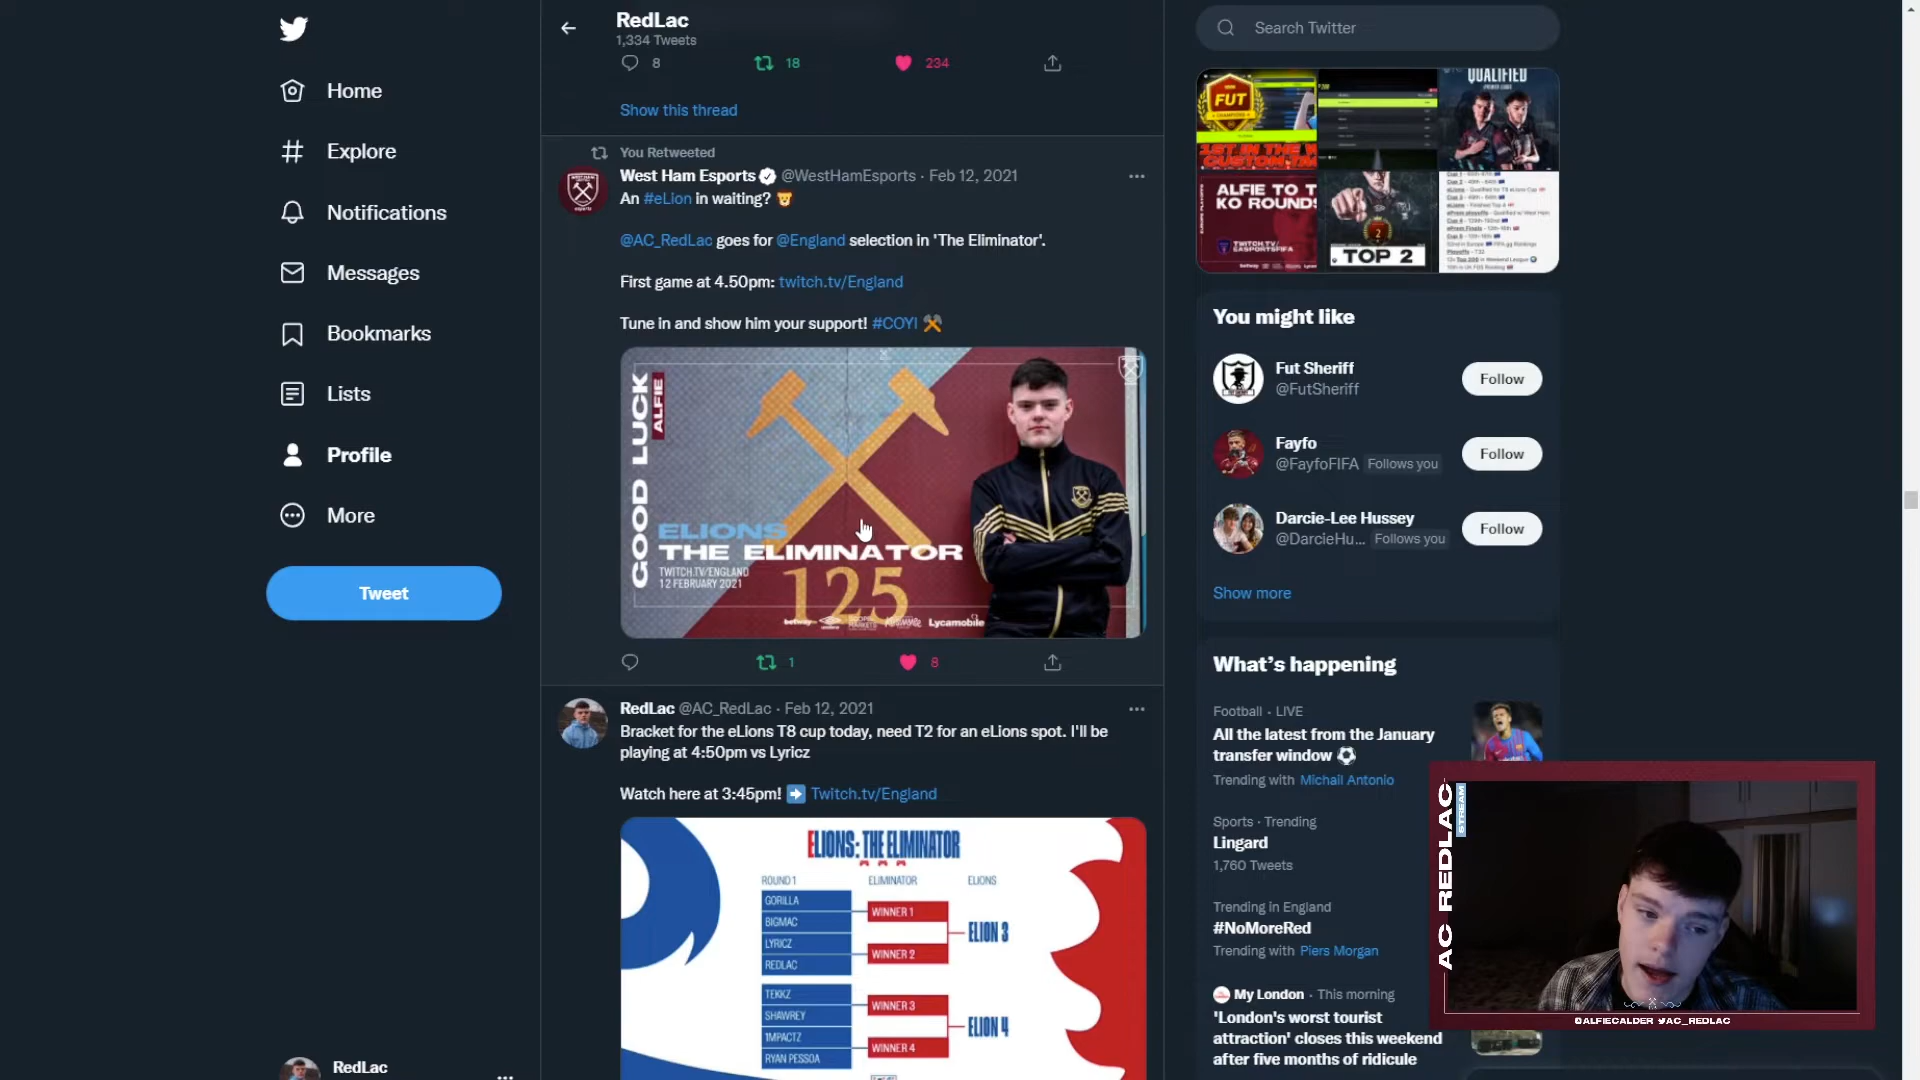 Home
Explore
Notifications
Messages
Bookmarks
Lists
Profile
More
Tweet
RedLac
RedLac
1,334 Tweets
8 18 234
Show this thread
You Retweeted
West Ham Esports @WestHamEsports · Feb 12, 2021
An #eLion in waiting? 🦁
@AC_RedLac goes for @England selection in 'The Eliminator'.
First game at 4.50pm: twitch.tv/England
Tune in and show him your support! #COYI ⚒
GOOD LUCK
ALFIE
ELIONS
THE ELIMINATOR
TWITCH.TV/ENGLAND
12 FEBRUARY 2021
125
betway
Lycamobile
1 8
RedLac @AC_RedLac · Feb 12, 2021
Bracket for the eLions T8 cup today, need T2 for an eLions spot. I'll be
playing at 4:50pm vs Lyricz
Watch here at 3:45pm! ➡ Twitch.tv/England
ELIONS: THE ELIMINATOR
ROUND 1 ELIMINATOR ELIONS
GORILLA
BIGMAC
LYRICZ
REDLAC
WINNER 1
WINNER 2
ELION 3
TEKKZ
SHAWREY
1MPACTZ
RYAN PESSOA
WINNER 3
WINNER 4
ELION 4
Search Twitter
FUT
CHAMPIONS
1ST IN THE W
QUALIFIED
ALFIE TO T
KO ROUNDS
TWITCH.TV/
EASPORTSFIFA
2
TOP 2
You might like
Fut Sheriff
@FutSheriff
Follow
Fayfo
@FayfoFIFA Follows you
Follow
Darcie-Lee Hussey
@DarcieHu... Follows you
Follow
Show more
What's happening
Football · LIVE
All the latest from the January
transfer window ⚽
Trending with Michail Antonio
Sports · Trending
Lingard
1,760 Tweets
Trending in England
#NoMoreRed
Trending with Piers Morgan
My London · This morning
'London's worst tourist
attraction' closes this weekend
after five months of ridicule
AC REDLAC
STREAM
@ALFIECALDER @AC_REDLAC